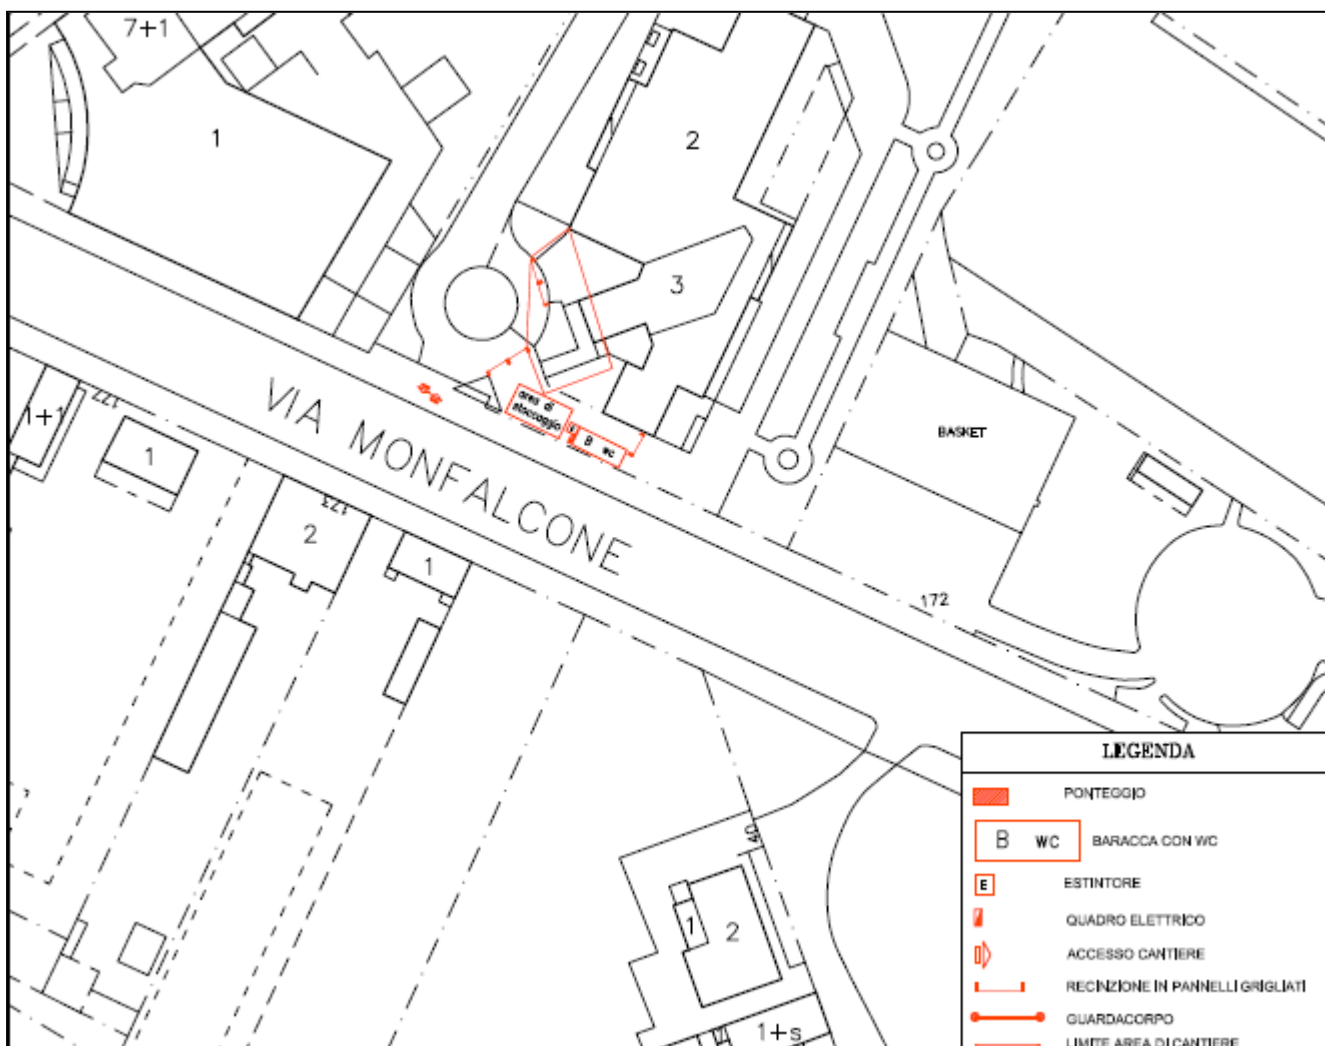 7+1
1
2
3
1+1
177
1
VIA MONFALCONE
area di
stoccaggio
E
B wc
BASKET
173
2
1
172
40
1
2
1+s
LEGENDA
PONTEGGIO
B WC BARACCA CON WC
E ESTINTORE
QUADRO ELETTRICO
ACCESSO CANTIERE
RECINZIONE IN PANNELLI GRIGLIATI
GUARDACORPO
LIMITE AREA DI CANTIERE